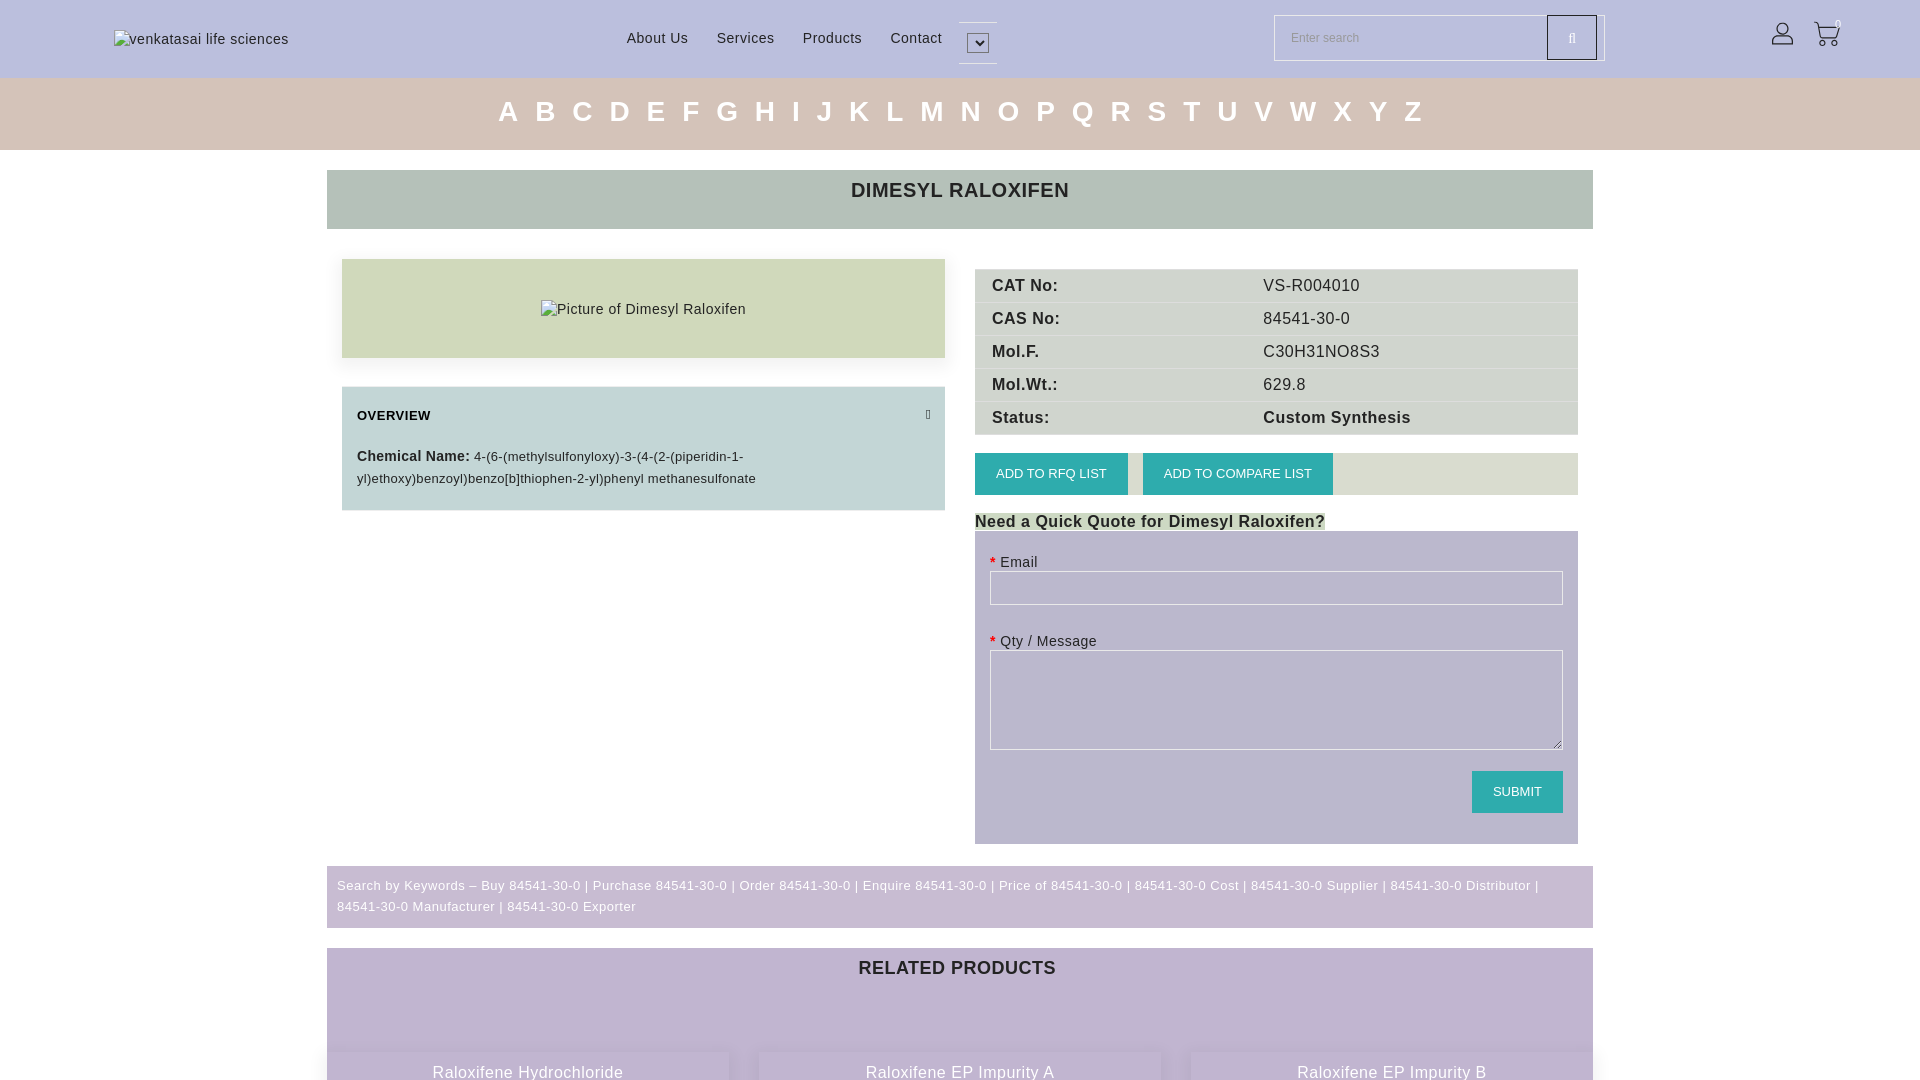 venkatasai life sciences
About Us Services Products Contact
Enter search
0
A B C D E F G H I J K L M N O P Q R S T U V W X Y Z
DIMESYL RALOXIFEN
Picture of Dimesyl Raloxifen
OVERVIEW
Chemical Name: 4-(6-(methylsulfonyloxy)-3-(4-(2-(piperidin-1-
yl)ethoxy)benzoyl)benzo[b]thiophen-2-yl)phenyl methanesulfonate
CAT No: VS-R004010
CAS No: 84541-30-0
Mol.F. C30H31NO8S3
Mol.Wt.: 629.8
Status: Custom Synthesis
ADD TO RFQ LIST ADD TO COMPARE LIST
Need a Quick Quote for Dimesyl Raloxifen?
* Email
* Qty / Message
SUBMIT
Search by Keywords – Buy 84541-30-0 | Purchase 84541-30-0 | Order 84541-30-0 | Enquire 84541-30-0 | Price of 84541-30-0 | 84541-30-0 Cost | 84541-30-0 Supplier | 84541-30-0 Distributor |
84541-30-0 Manufacturer | 84541-30-0 Exporter
RELATED PRODUCTS
Raloxifene Hydrochloride Raloxifene EP Impurity A Raloxifene EP Impurity B